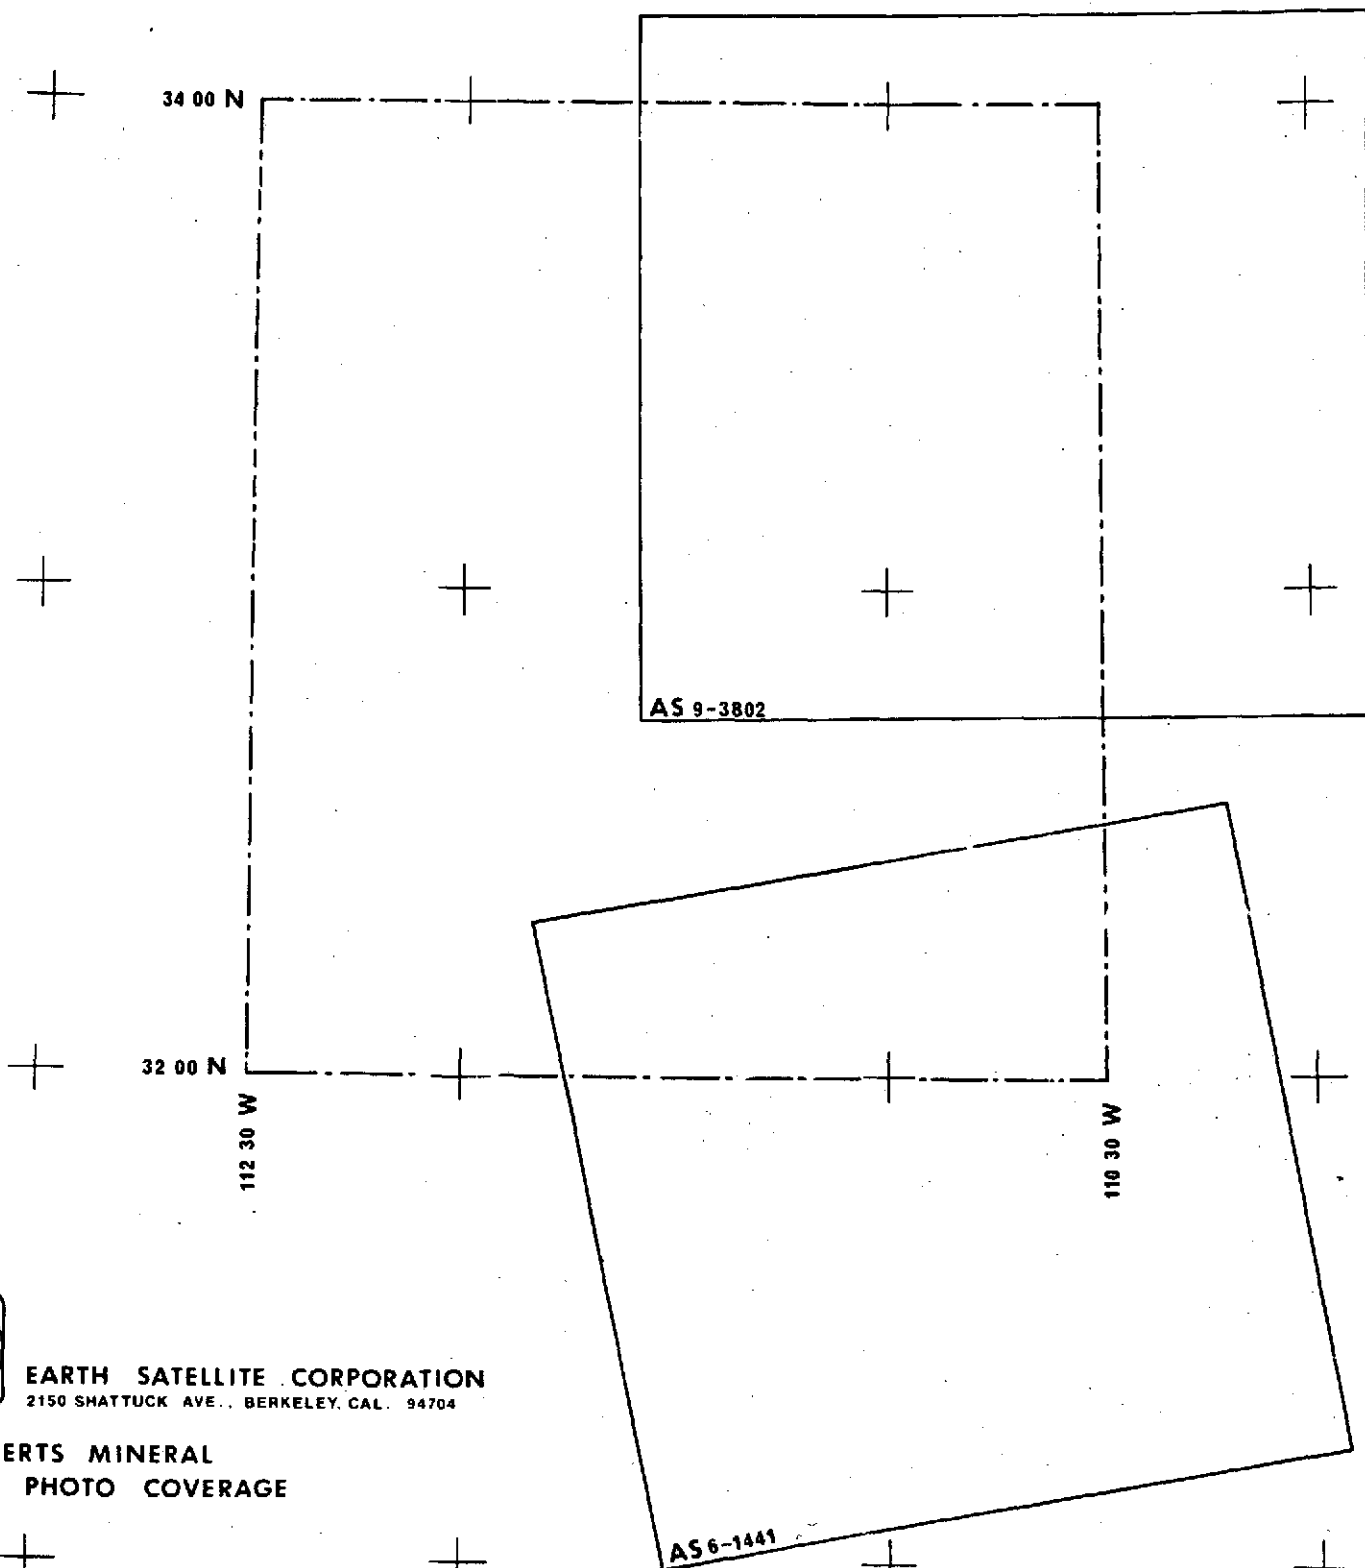 34 00 N
AS 9-3802
32 00 N
112 30 W
110 30 W
EARTH SATELLITE CORPORATION
2150 SHATTUCK AVE., BERKELEY, CAL. 94704
ERTS MINERAL
PHOTO COVERAGE
AS 6-1441